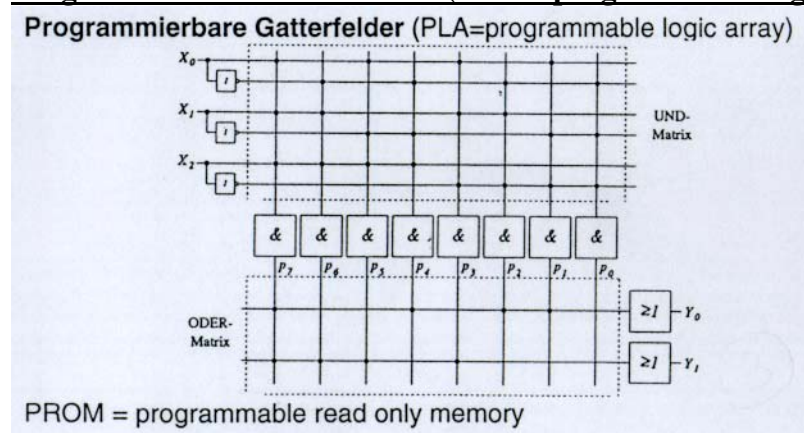 Programmierbare Gatterfelder (PLA=programmable logic array)
X₀
1
X₁
1
X₂
1
UND-
Matrix
& & & & & & & &
P₇ P₆ P₅ P₄ P₃ P₂ P₁ P₀
ODER-
Matrix
≥1 Y₀
≥1 Y₁
PROM = programmable read only memory